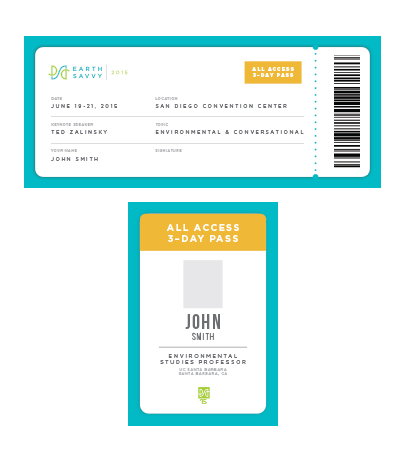 EARTH
SAVVY
2015
ALL ACCESS
3-DAY PASS
DATE
LOCATION
JUNE 19-21, 2015
SAN DIEGO CONVENTION CENTER
KEYNOTE SPEAKER
TOPIC
TED ZALINSKY
ENVIRONMENTAL & CONVERSATIONAL
YOUR NAME
SIGNATURE
JOHN SMITH
ALL ACCESS
3-DAY PASS
JOHN
SMITH
ENVIRONMENTAL
STUDIES PROFESSOR
UC SANTA BARBARA
SANTA BARBARA, CA